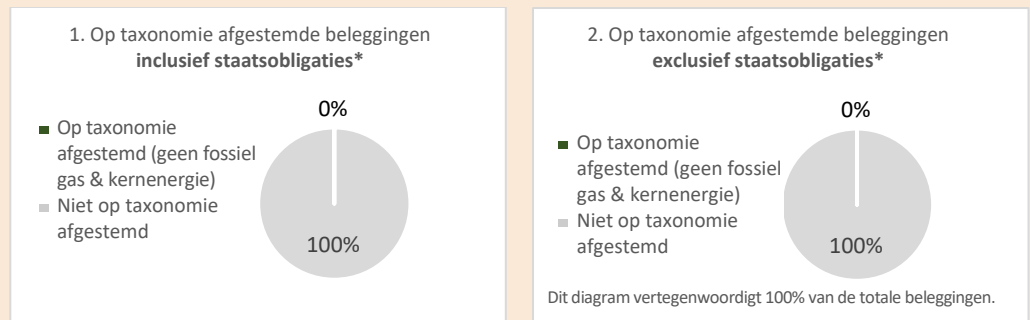 1. Op taxonomie afgestemde beleggingen
inclusief staatsobligaties*
0%
Op taxonomie
afgestemd (geen fossiel
gas & kernenergie)
Niet op taxonomie
afgestemd
100%
2. Op taxonomie afgestemde beleggingen
exclusief staatsobligaties*
0%
Op taxonomie
afgestemd (geen fossiel
gas & kernenergie)
Niet op taxonomie
afgestemd
100%
Dit diagram vertegenwoordigt 100% van de totale beleggingen.